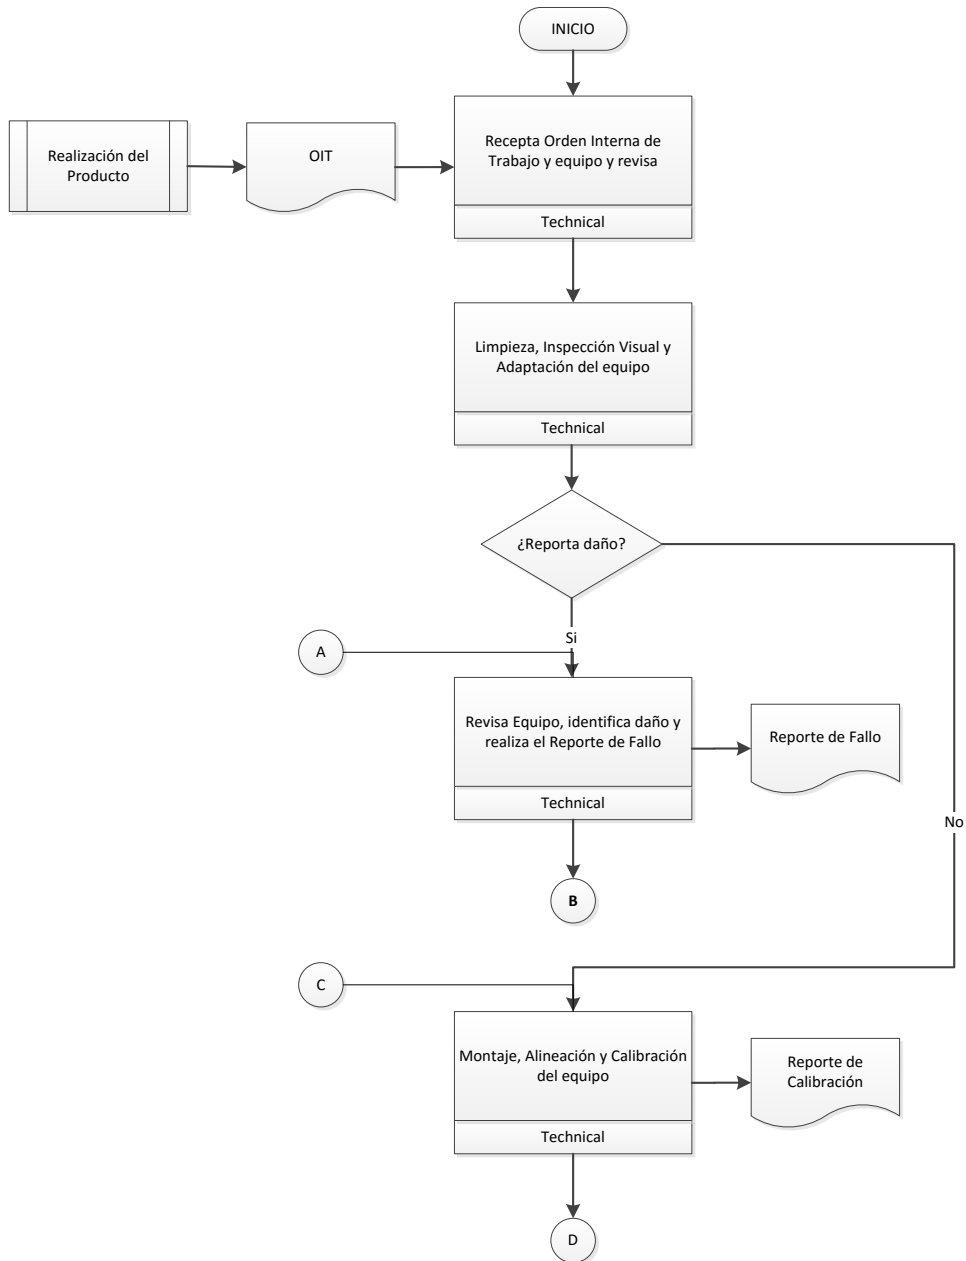 INICIO
Realización del
Producto
OIT
Recepta Orden Interna de
Trabajo y equipo y revisa
Technical
Limpieza, Inspección Visual y
Adaptación del equipo
Technical
¿Reporta daño?
Si
A
Revisa Equipo, identifica daño y
realiza el Reporte de Fallo
Technical
Reporte de Fallo
No
B
C
Montaje, Alineación y Calibración
del equipo
Technical
Reporte de
Calibración
D